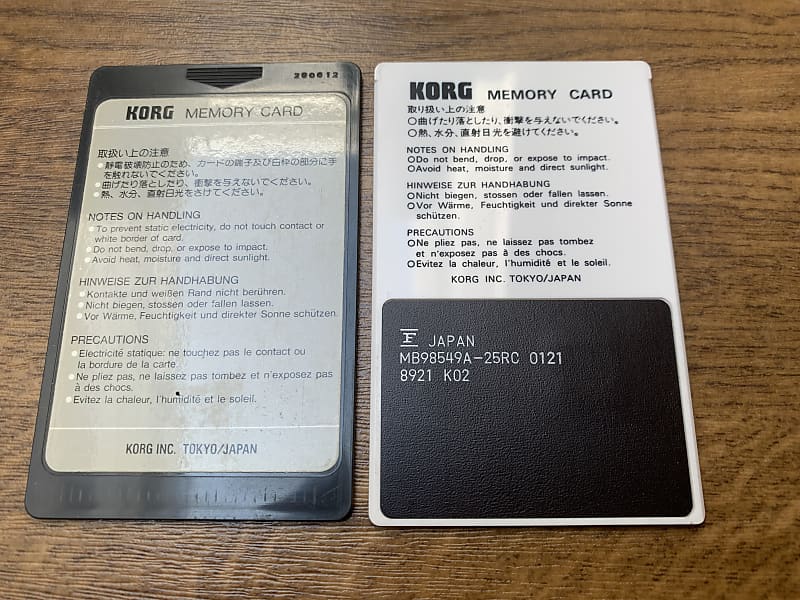 290612
KORG MEMORY CARD
取扱い上の注意
●静電破壊防止のため、カードの端子及び白枠の部分に手
を触れないでください。
●曲げたり落としたり、衝撃を与えないでください。
●熱、水分、直射日光をさけてください。
NOTES ON HANDLING
●To prevent static electricity, do not touch contact or
white border of card.
●Do not bend, drop, or expose to impact.
●Avoid heat, moisture and direct sunlight.
HINWEISE ZUR HANDHABUNG
●Kontakte und weißen Rand nicht berühren.
●Nicht biegen, stossen oder fallen lassen.
●Vor Wärme, Feuchtigkeit und direkter Sonne schützen.
PRECAUTIONS
●Electricité statique: ne touchez pas le contact ou
la bordure de la carte.
●Ne pliez pas, ne laissez pas tombez et n'exposez pas
à des chocs.
●Evitez la chaleur, l'humidité et le soleil.
KORG INC. TOKYO/JAPAN
KORG MEMORY CARD
取り扱い上の注意
○曲げたり落としたり、衝撃を与えないでください。
○熱、水分、直射日光を避けてください。
NOTES ON HANDLING
○Do not bend, drop, or expose to impact.
○Avoid heat, moisture and direct sunlight.
HINWEISE ZUR HANDHABUNG
○Nicht biegen, stossen oder fallen lassen.
○Vor Wärme, Feuchtigkeit und direkter Sonne
schützen.
PRECAUTIONS
○Ne pliez pas, ne laissez pas tombez
et n'exposez pas à des chocs.
○Evitez la chaleur, l'humidité et le soleil.
KORG INC. TOKYO/JAPAN
F JAPAN
MB98549A-25RC 0121
8921 K02